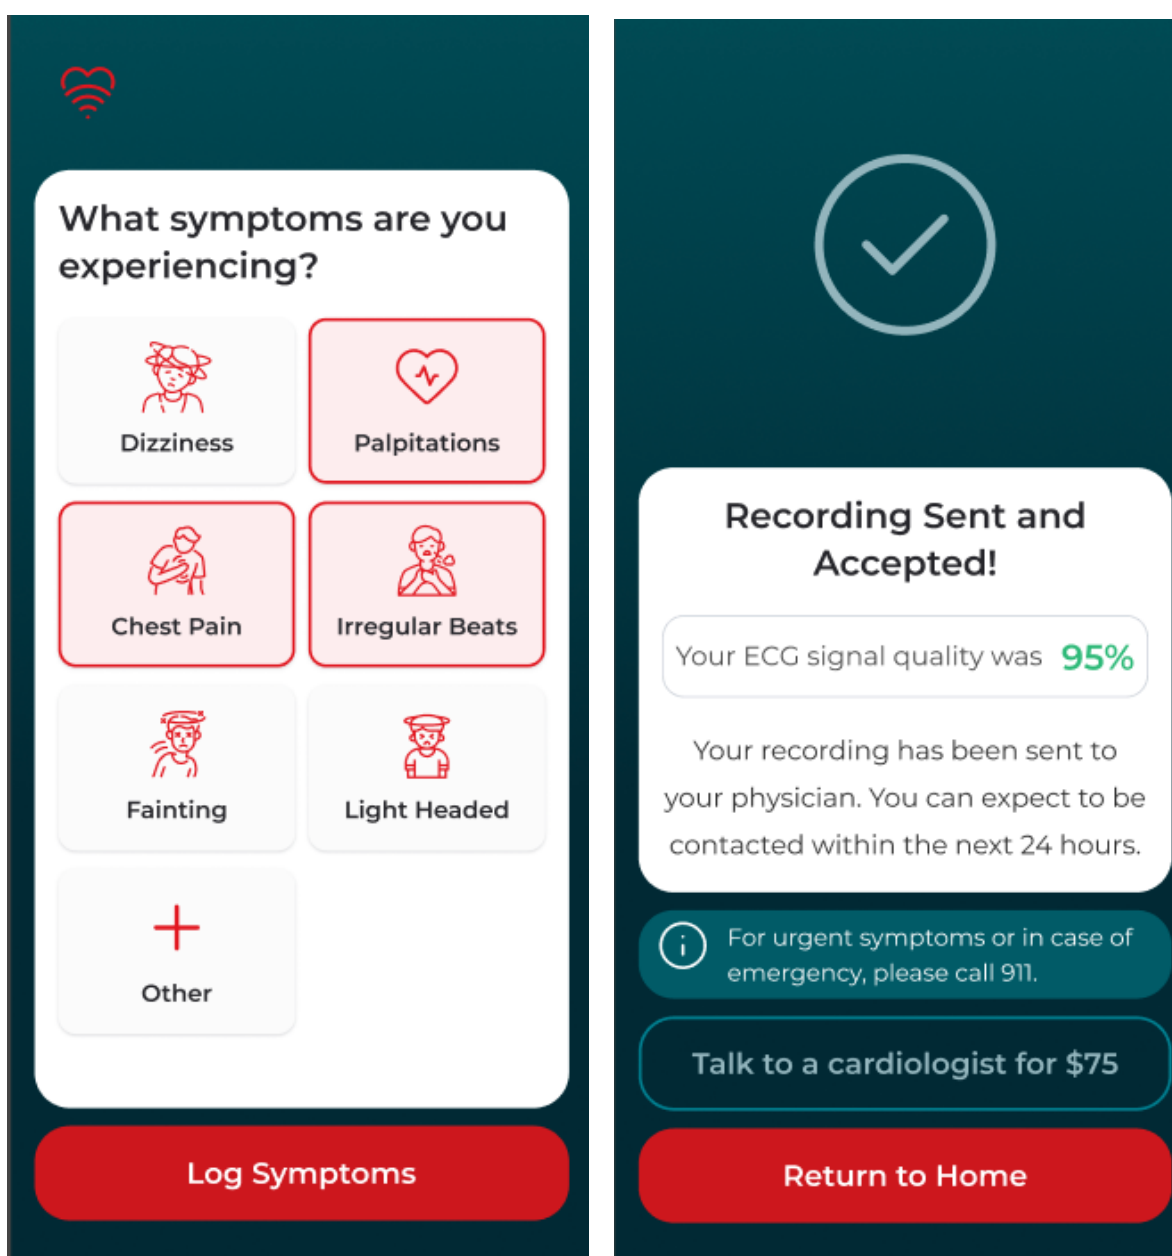 What symptoms are you
experiencing?
Dizziness
Palpitations
Chest Pain
Irregular Beats
Fainting
Light Headed
Other
Log Symptoms
Recording Sent and
Accepted!
Your ECG signal quality was 95%
Your recording has been sent to
your physician. You can expect to be
contacted within the next 24 hours.
For urgent symptoms or in case of
emergency, please call 911.
Talk to a cardiologist for $75
Return to Home